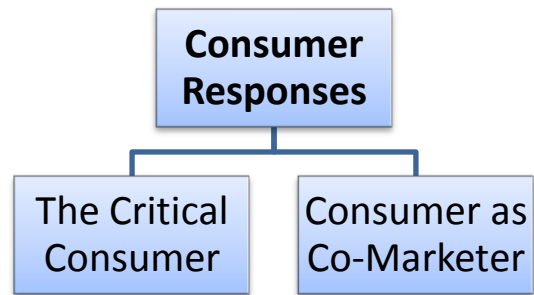 Consumer
Responses
The Critical
Consumer
Consumer as
Co-Marketer